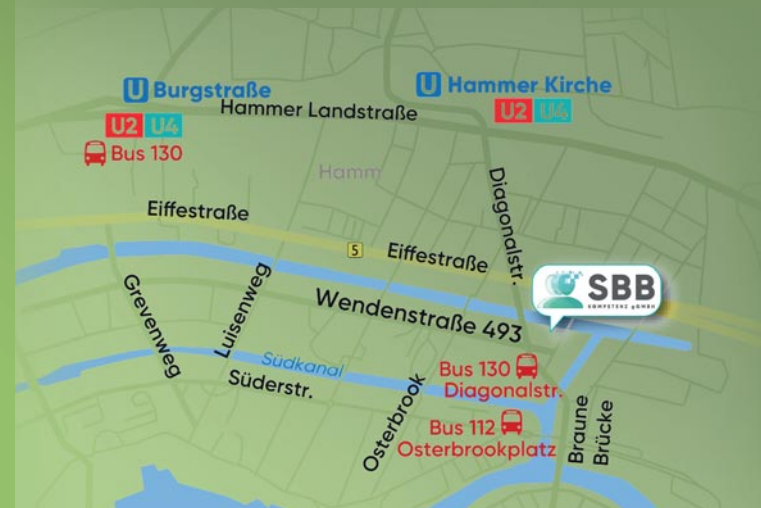 U Burgstraße
U2 U4
Bus 130
Hammer Landstraße
U Hammer Kirche
U2 U4
Hamm
Diagonalstr.
Eiffestraße
5
Eiffestraße
SBB
KOMPETENZ gGMBH
Wendenstraße 493
Grevenweg
Luisenweg
Südkanal
Süderstr.
Osterbrook
Bus 130
Diagonalstr.
Bus 112
Osterbrookplatz
Braune
Brücke